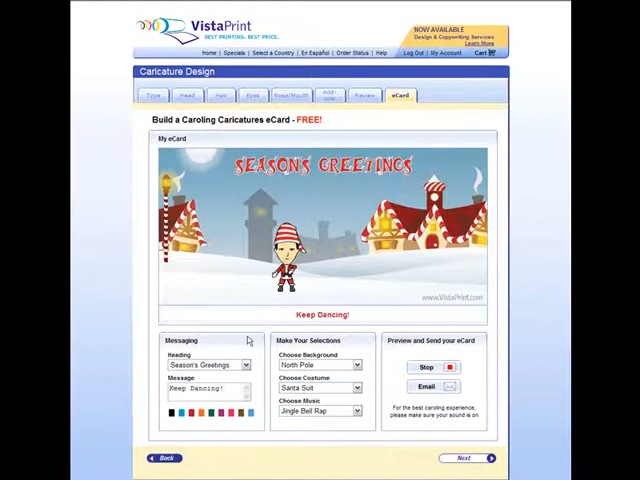 VistaPrint
BEST PRINTING. BEST PRICE.
NOW AVAILABLE
Design & Copywriting Services
Learn More
Home | Specials | Select a Country | En Español | Order Status | Help
Log Out | My Account
Cart
Caricature Design
Type
Head
Hair
Eyes
Nose/Mouth
Add-ons
Review
eCard
Build a Caroling Caricatures eCard - FREE!
My eCard
SEASON'S GREETINGS
www.VistaPrint.com
Keep Dancing!
Messaging
Heading
Season's Greetings
Message
Keep Dancing!
Make Your Selections
Choose Background
North Pole
Choose Costume
Santa Suit
Choose Music
Jingle Bell Rap
Preview and Send your eCard
Stop
Email
For the best caroling experience,
please make sure your sound is on
Back
Next